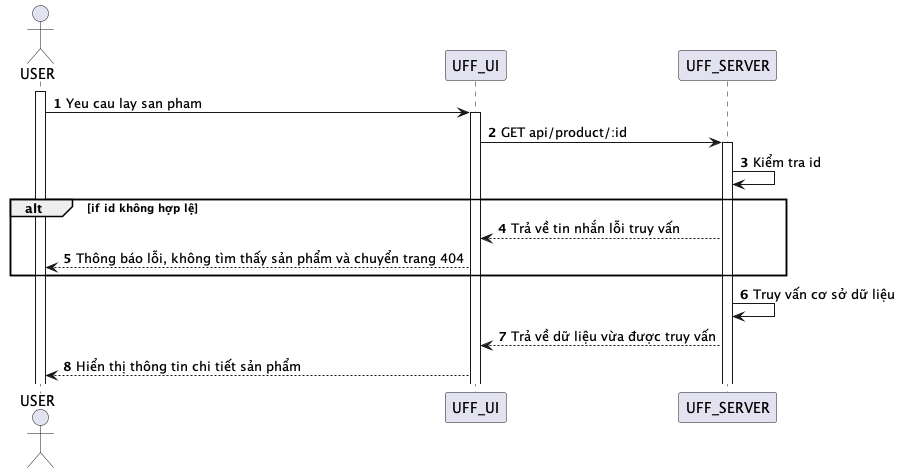 USER
UFF_UI
UFF_SERVER
1 Yeu cau lay san pham
2 GET api/product/:id
3 Kiểm tra id
alt [if id không hợp lệ]
4 Trả về tin nhắn lỗi truy vấn
5 Thông báo lỗi, không tìm thấy sản phẩm và chuyển trang 404
6 Truy vấn cơ sở dữ liệu
7 Trả về dữ liệu vừa được truy vấn
8 Hiển thị thông tin chi tiết sản phẩm
USER
UFF_UI
UFF_SERVER